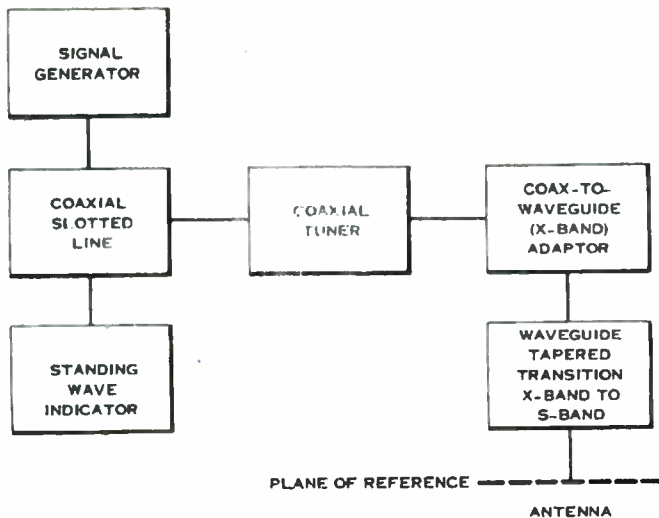 SIGNAL
GENERATOR
COAXIAL
SLOTTED
LINE
COAXIAL
TUNER
COAX-TO-
WAVEGUIDE
(X-BAND)
ADAPTOR
STANDING
WAVE
INDICATOR
WAVEGUIDE
TAPERED
TRANSITION
X-BAND TO
S-BAND
PLANE OF REFERENCE
ANTENNA